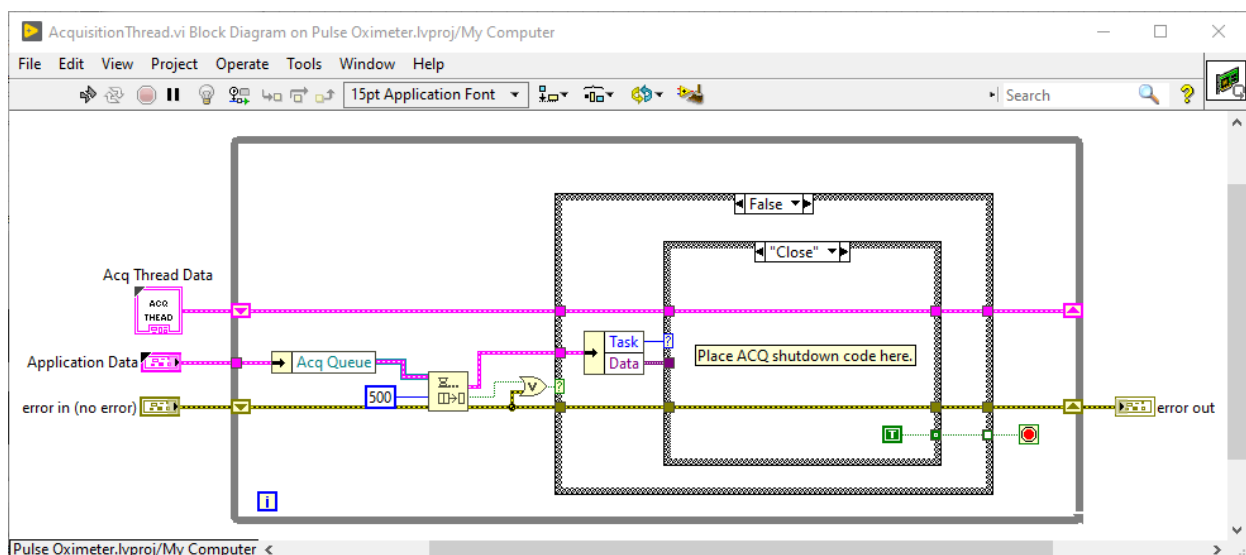 AcquisitionThread.vi Block Diagram on Pulse Oximeter.lvproj/My Computer
File Edit View Project Operate Tools Window Help
15pt Application Font
Search
False
"Close"
Acq Thread Data
ACQ
THEAD
Application Data
Acq Queue
Task
Data
Place ACQ shutdown code here.
500
error in (no error)
error out
T
i
Pulse Oximeter.lvproj/My Computer